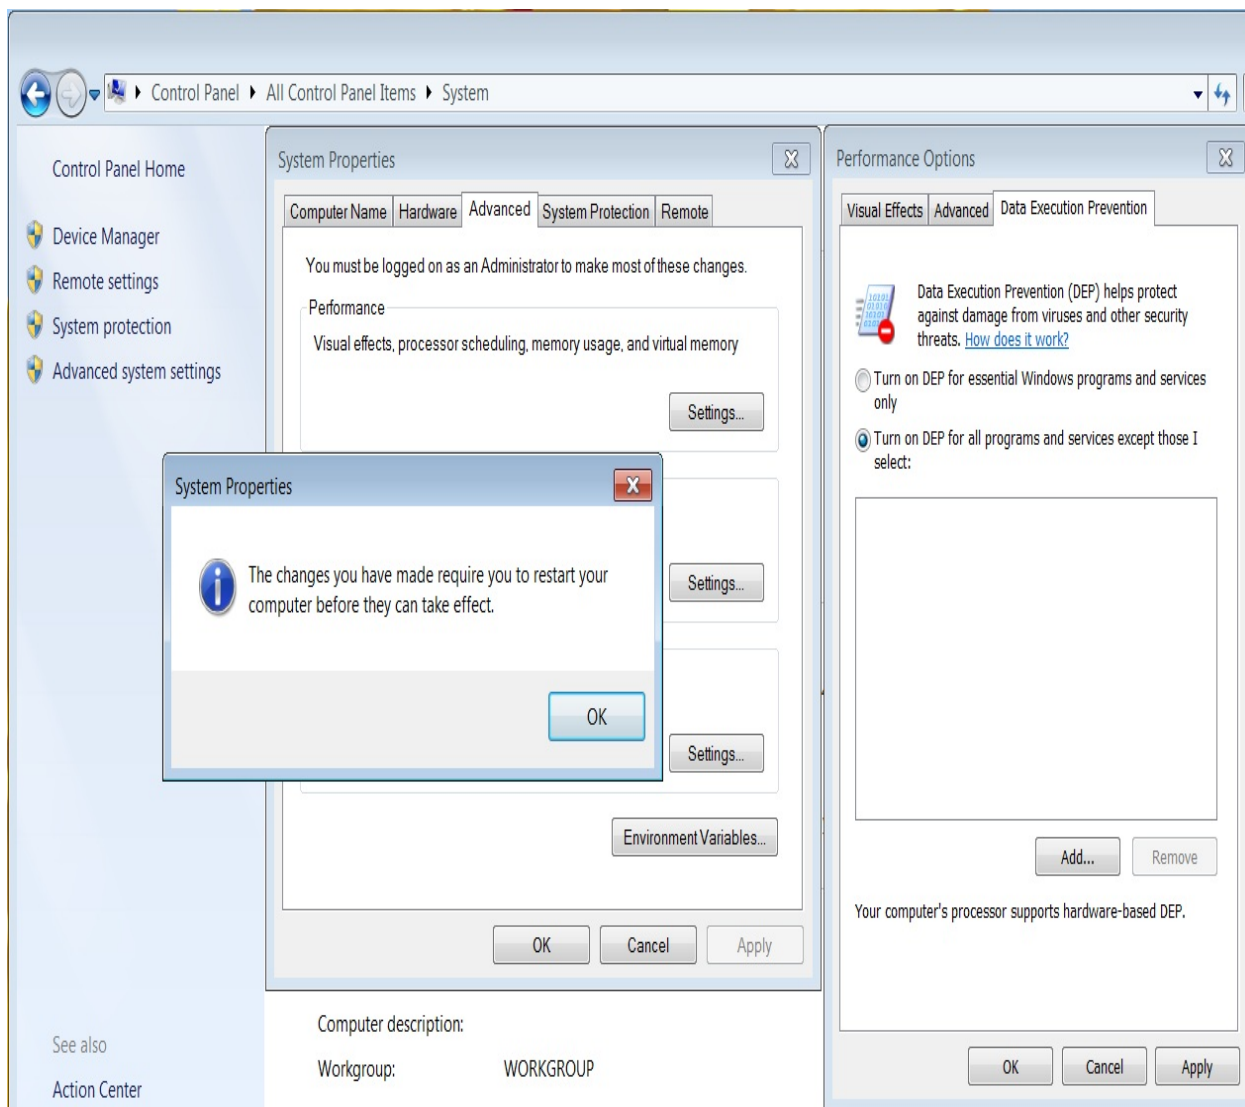 Control Panel All Control Panel Items System
Control Panel Home
Device Manager
Remote settings
System protection
Advanced system settings
See also
Action Center
System Properties
Computer Name Hardware Advanced System Protection Remote
You must be logged on as an Administrator to make most of these changes.
Performance
Visual effects, processor scheduling, memory usage, and virtual memory
Settings...
Settings...
Settings...
Environment Variables...
OK Cancel Apply
System Properties
The changes you have made require you to restart your
computer before they can take effect.
OK
Computer description:
Workgroup: WORKGROUP
Performance Options
Visual Effects Advanced Data Execution Prevention
Data Execution Prevention (DEP) helps protect
against damage from viruses and other security
threats. How does it work?
Turn on DEP for essential Windows programs and services
only
Turn on DEP for all programs and services except those I
select:
Add... Remove
Your computer's processor supports hardware-based DEP.
OK Cancel Apply